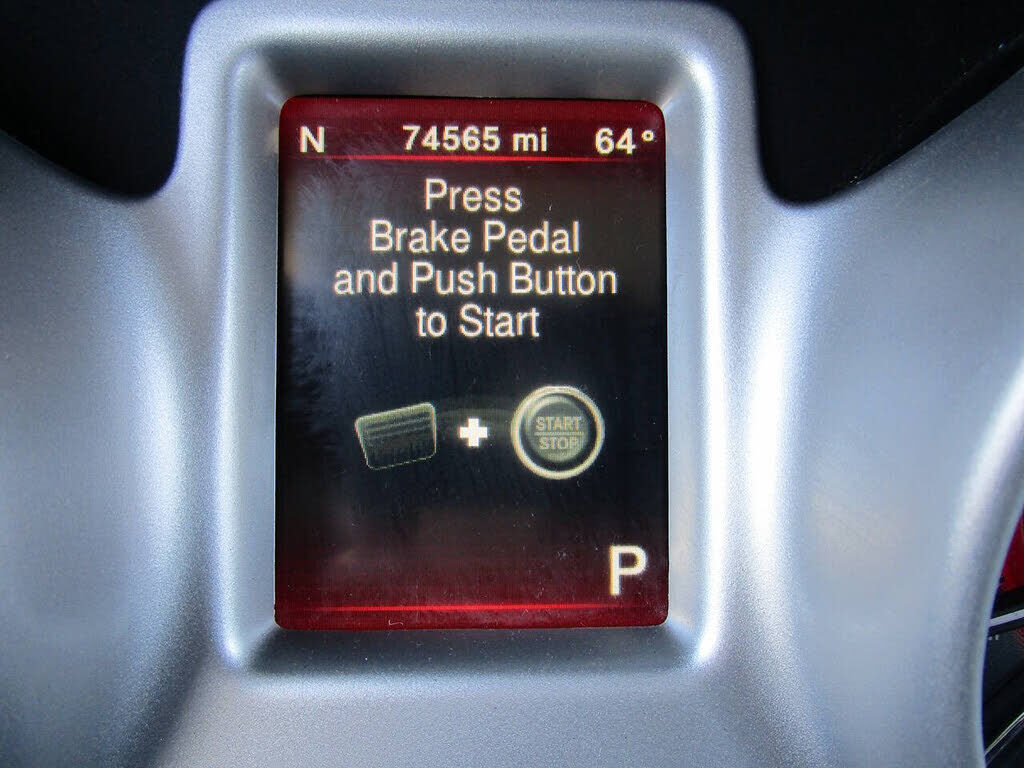 N 74565 mi 64°
Press
Brake Pedal
and Push Button
to Start
START
STOP
P